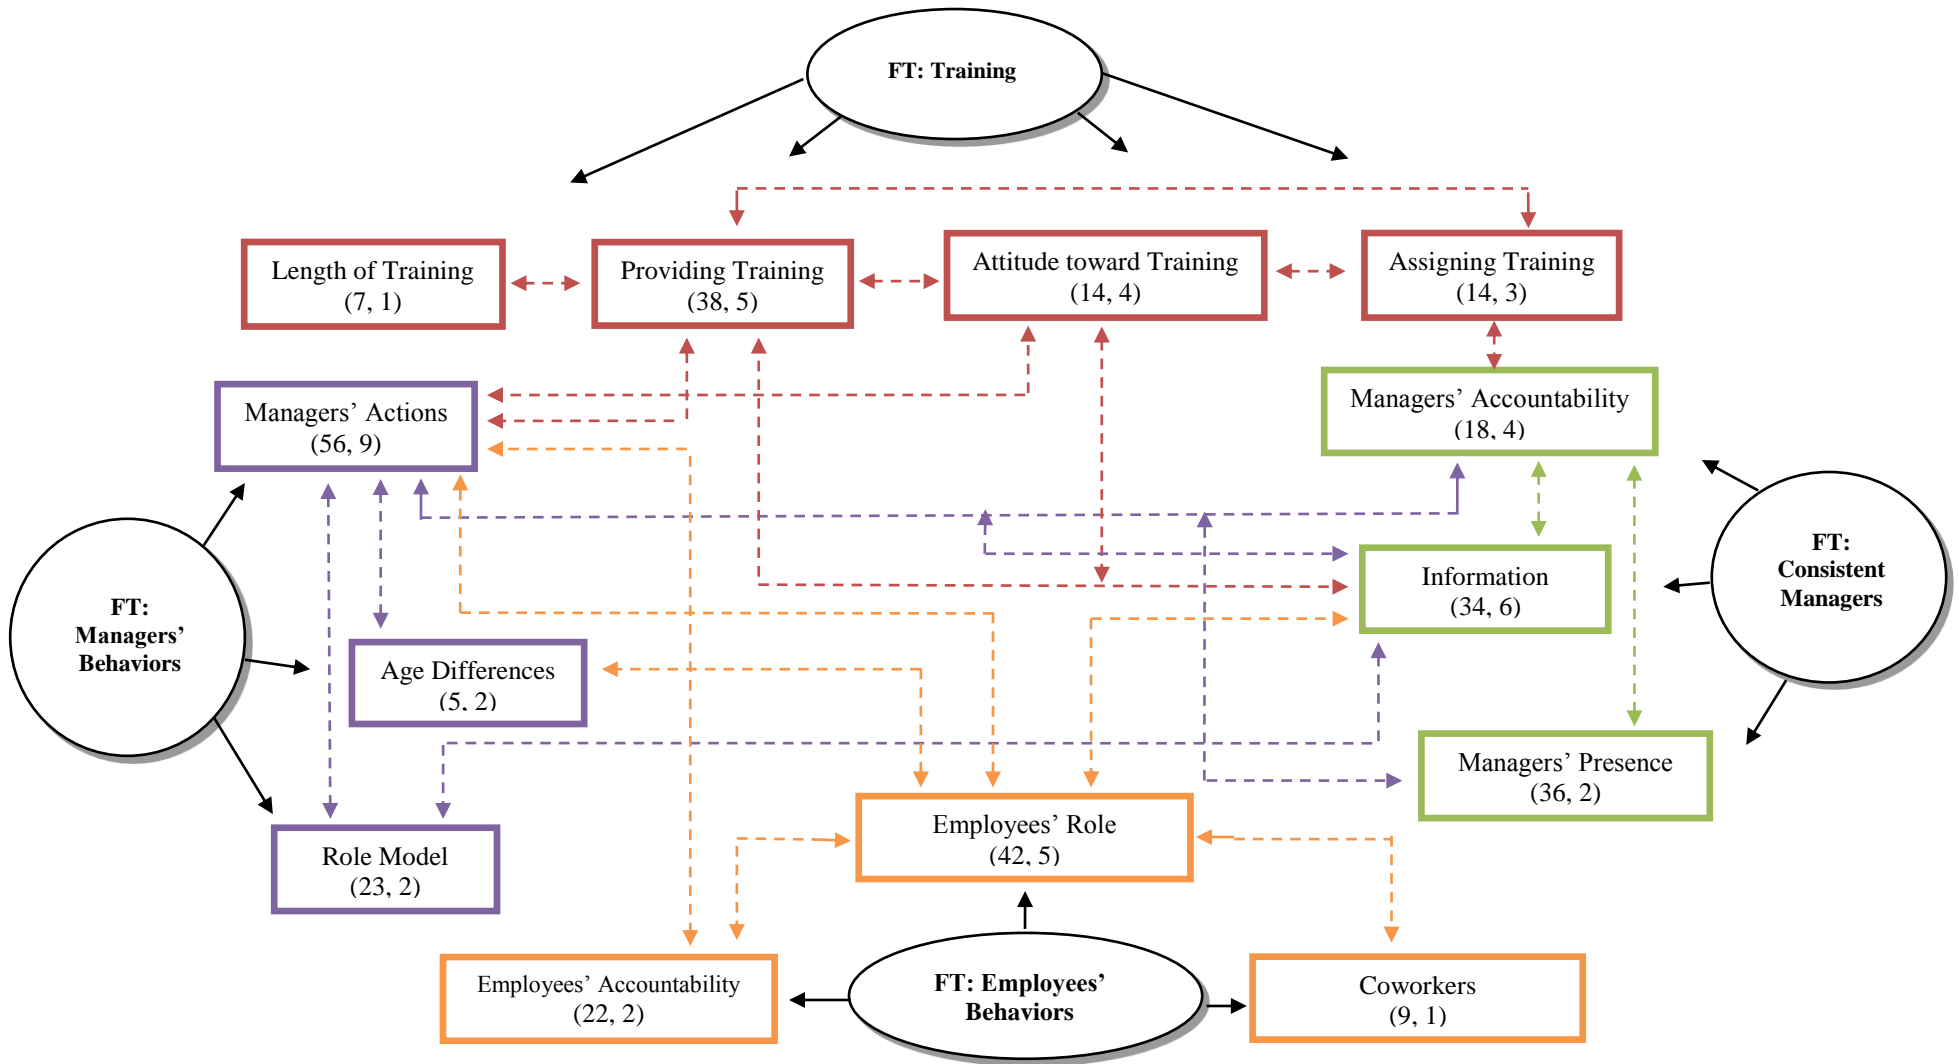 FT: Training
Length of Training
(7, 1)
Providing Training
(38, 5)
Attitude toward Training
(14, 4)
Assigning Training
(14, 3)
Managers’ Actions
(56, 9)
Managers’ Accountability
(18, 4)
FT:
Managers’
Behaviors
FT:
Consistent
Managers
Information
(34, 6)
Age Differences
(5, 2)
Managers’ Presence
(36, 2)
Employees’ Role
(42, 5)
Role Model
(23, 2)
Employees’ Accountability
(22, 2)
FT: Employees’
Behaviors
Coworkers
(9, 1)